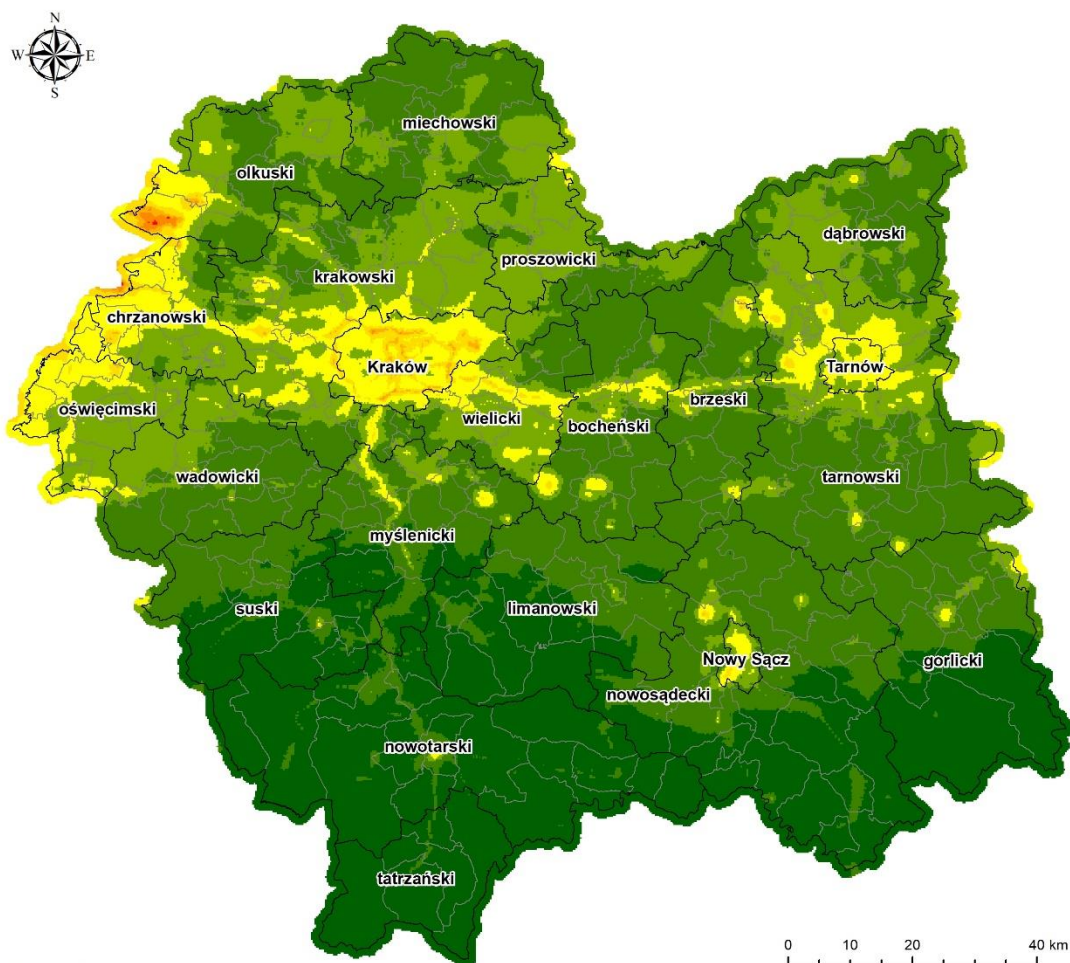 N
W E
S
miechowski
olkuski
dąbrowski
proszowicki
krakowski
chrzanowski
Kraków
Tarnów
brzeski
oświęcimski
wielicki
bocheński
wadowicki
tarnowski
myślenicki
suski
limanowski
Nowy Sącz
gorlicki
nowosądecki
nowotarski
tatrzański
0 10 20 40 km